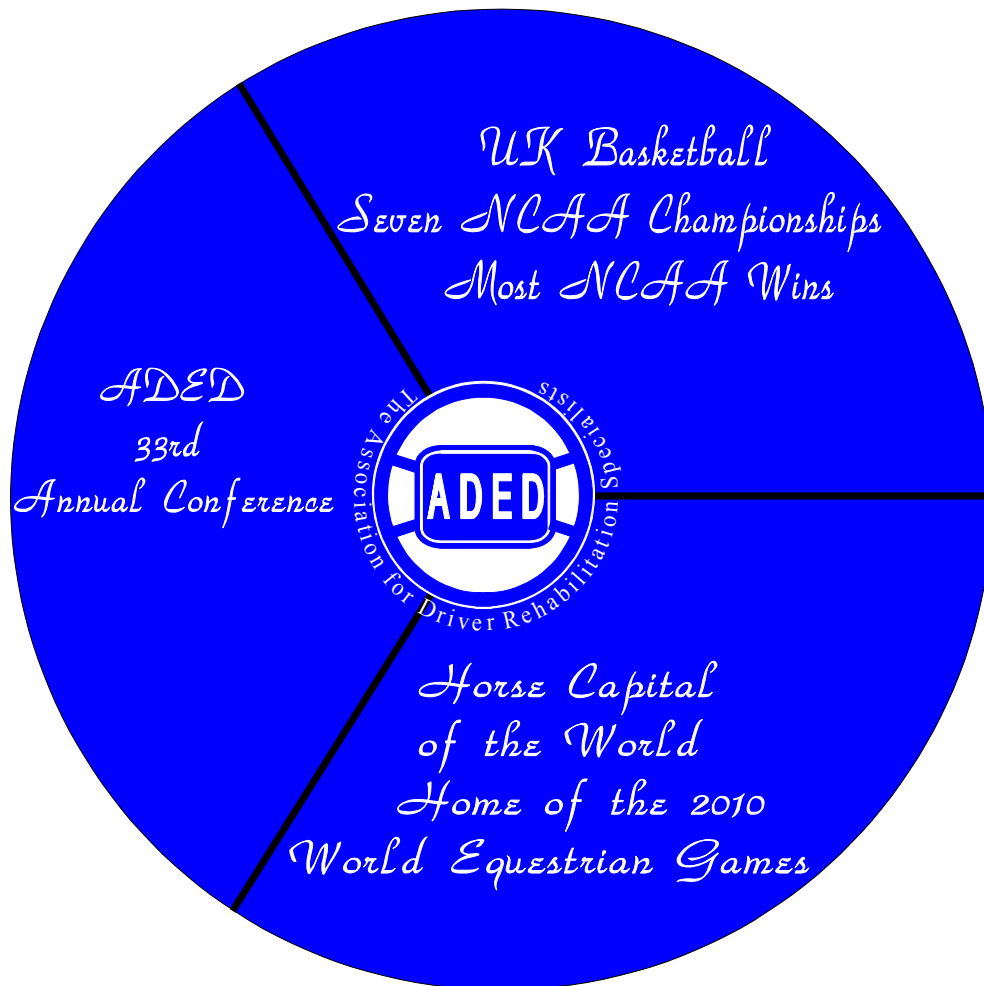 UK Basketball
Seven NCAA Championships
Most NCAA Wins
ADED
33rd
Annual Conference
The Association for Driver Rehabilitation Specialists
ADED
Horse Capital
of the World
Home of the 2010
World Equestrian Games